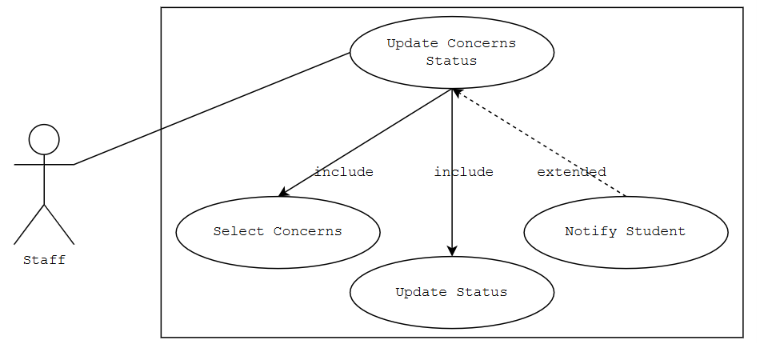 Update Concerns
Status
include
include
extended
Select Concerns
Notify Student
Staff
Update Status